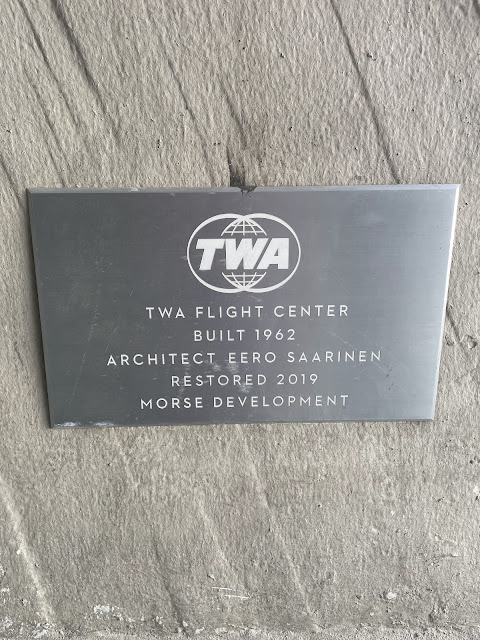 TWA
TWA FLIGHT CENTER
BUILT 1962
ARCHITECT EERO SAARINEN
RESTORED 2019
MORSE DEVELOPMENT